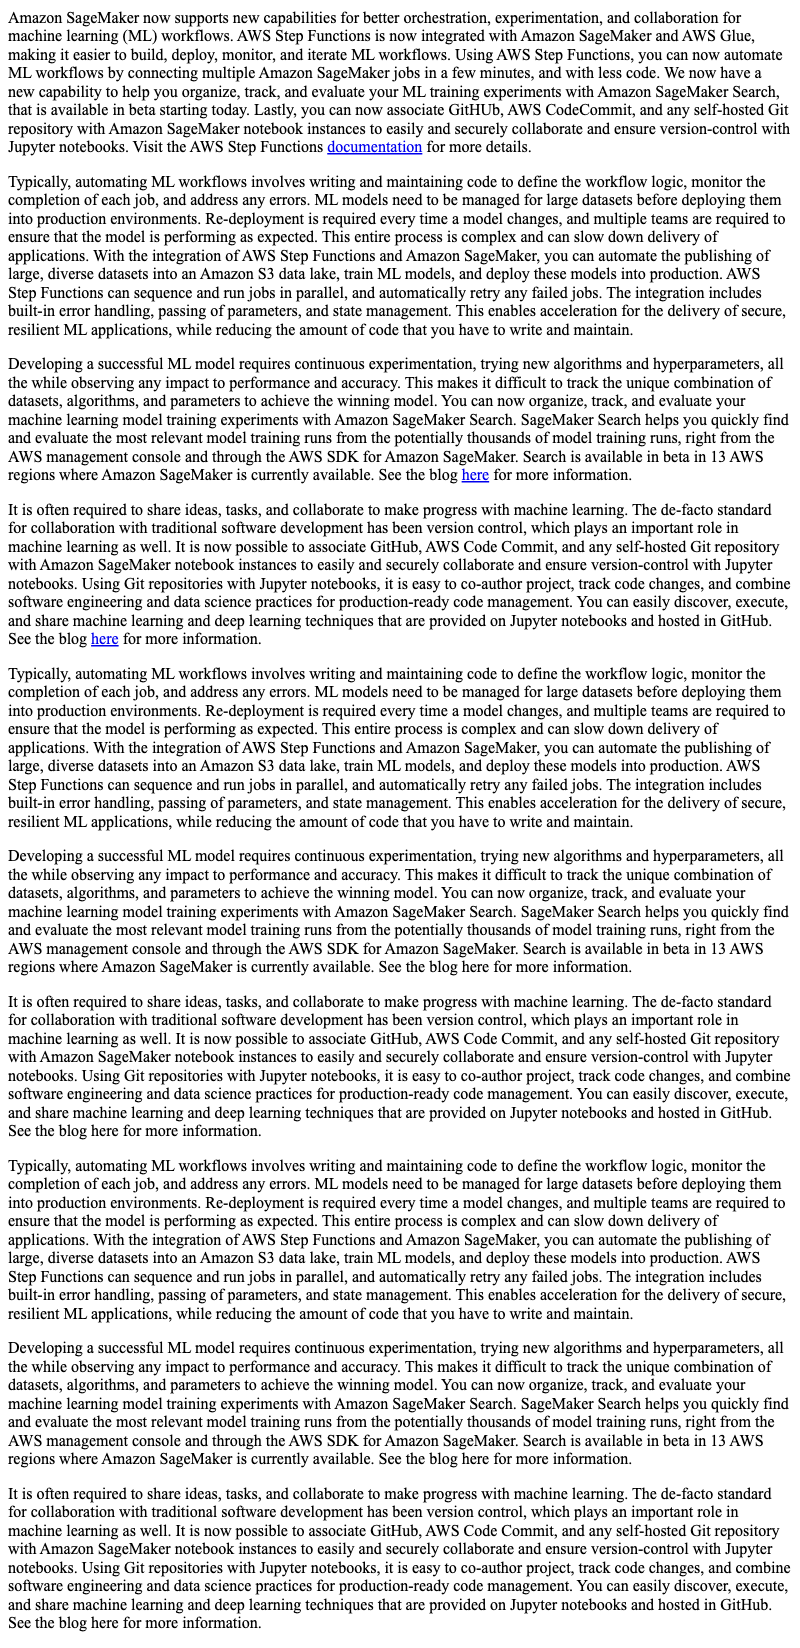 Amazon SageMaker now supports new capabilities for better orchestration, experimentation, and collaboration for
machine learning (ML) workflows. AWS Step Functions is now integrated with Amazon SageMaker and AWS Glue,
making it easier to build, deploy, monitor, and iterate ML workflows. Using AWS Step Functions, you can now automate
ML workflows by connecting multiple Amazon SageMaker jobs in a few minutes, and with less code. We now have a
new capability to help you organize, track, and evaluate your ML training experiments with Amazon SageMaker Search,
that is available in beta starting today. Lastly, you can now associate GitHUb, AWS CodeCommit, and any self-hosted Git
repository with Amazon SageMaker notebook instances to easily and securely collaborate and ensure version-control with
Jupyter notebooks. Visit the AWS Step Functions documentation for more details.
Typically, automating ML workflows involves writing and maintaining code to define the workflow logic, monitor the
completion of each job, and address any errors. ML models need to be managed for large datasets before deploying them
into production environments. Re-deployment is required every time a model changes, and multiple teams are required to
ensure that the model is performing as expected. This entire process is complex and can slow down delivery of
applications. With the integration of AWS Step Functions and Amazon SageMaker, you can automate the publishing of
large, diverse datasets into an Amazon S3 data lake, train ML models, and deploy these models into production. AWS
Step Functions can sequence and run jobs in parallel, and automatically retry any failed jobs. The integration includes
built-in error handling, passing of parameters, and state management. This enables acceleration for the delivery of secure,
resilient ML applications, while reducing the amount of code that you have to write and maintain.
Developing a successful ML model requires continuous experimentation, trying new algorithms and hyperparameters, all
the while observing any impact to performance and accuracy. This makes it difficult to track the unique combination of
datasets, algorithms, and parameters to achieve the winning model. You can now organize, track, and evaluate your
machine learning model training experiments with Amazon SageMaker Search. SageMaker Search helps you quickly find
and evaluate the most relevant model training runs from the potentially thousands of model training runs, right from the
AWS management console and through the AWS SDK for Amazon SageMaker. Search is available in beta in 13 AWS
regions where Amazon SageMaker is currently available. See the blog here for more information.
It is often required to share ideas, tasks, and collaborate to make progress with machine learning. The de-facto standard
for collaboration with traditional software development has been version control, which plays an important role in
machine learning as well. It is now possible to associate GitHub, AWS Code Commit, and any self-hosted Git repository
with Amazon SageMaker notebook instances to easily and securely collaborate and ensure version-control with Jupyter
notebooks. Using Git repositories with Jupyter notebooks, it is easy to co-author project, track code changes, and combine
software engineering and data science practices for production-ready code management. You can easily discover, execute,
and share machine learning and deep learning techniques that are provided on Jupyter notebooks and hosted in GitHub.
See the blog here for more information.
Typically, automating ML workflows involves writing and maintaining code to define the workflow logic, monitor the
completion of each job, and address any errors. ML models need to be managed for large datasets before deploying them
into production environments. Re-deployment is required every time a model changes, and multiple teams are required to
ensure that the model is performing as expected. This entire process is complex and can slow down delivery of
applications. With the integration of AWS Step Functions and Amazon SageMaker, you can automate the publishing of
large, diverse datasets into an Amazon S3 data lake, train ML models, and deploy these models into production. AWS
Step Functions can sequence and run jobs in parallel, and automatically retry any failed jobs. The integration includes
built-in error handling, passing of parameters, and state management. This enables acceleration for the delivery of secure,
resilient ML applications, while reducing the amount of code that you have to write and maintain.
Developing a successful ML model requires continuous experimentation, trying new algorithms and hyperparameters, all
the while observing any impact to performance and accuracy. This makes it difficult to track the unique combination of
datasets, algorithms, and parameters to achieve the winning model. You can now organize, track, and evaluate your
machine learning model training experiments with Amazon SageMaker Search. SageMaker Search helps you quickly find
and evaluate the most relevant model training runs from the potentially thousands of model training runs, right from the
AWS management console and through the AWS SDK for Amazon SageMaker. Search is available in beta in 13 AWS
regions where Amazon SageMaker is currently available. See the blog here for more information.
It is often required to share ideas, tasks, and collaborate to make progress with machine learning. The de-facto standard
for collaboration with traditional software development has been version control, which plays an important role in
machine learning as well. It is now possible to associate GitHub, AWS Code Commit, and any self-hosted Git repository
with Amazon SageMaker notebook instances to easily and securely collaborate and ensure version-control with Jupyter
notebooks. Using Git repositories with Jupyter notebooks, it is easy to co-author project, track code changes, and combine
software engineering and data science practices for production-ready code management. You can easily discover, execute,
and share machine learning and deep learning techniques that are provided on Jupyter notebooks and hosted in GitHub.
See the blog here for more information.
Typically, automating ML workflows involves writing and maintaining code to define the workflow logic, monitor the
completion of each job, and address any errors. ML models need to be managed for large datasets before deploying them
into production environments. Re-deployment is required every time a model changes, and multiple teams are required to
ensure that the model is performing as expected. This entire process is complex and can slow down delivery of
applications. With the integration of AWS Step Functions and Amazon SageMaker, you can automate the publishing of
large, diverse datasets into an Amazon S3 data lake, train ML models, and deploy these models into production. AWS
Step Functions can sequence and run jobs in parallel, and automatically retry any failed jobs. The integration includes
built-in error handling, passing of parameters, and state management. This enables acceleration for the delivery of secure,
resilient ML applications, while reducing the amount of code that you have to write and maintain.
Developing a successful ML model requires continuous experimentation, trying new algorithms and hyperparameters, all
the while observing any impact to performance and accuracy. This makes it difficult to track the unique combination of
datasets, algorithms, and parameters to achieve the winning model. You can now organize, track, and evaluate your
machine learning model training experiments with Amazon SageMaker Search. SageMaker Search helps you quickly find
and evaluate the most relevant model training runs from the potentially thousands of model training runs, right from the
AWS management console and through the AWS SDK for Amazon SageMaker. Search is available in beta in 13 AWS
regions where Amazon SageMaker is currently available. See the blog here for more information.
It is often required to share ideas, tasks, and collaborate to make progress with machine learning. The de-facto standard
for collaboration with traditional software development has been version control, which plays an important role in
machine learning as well. It is now possible to associate GitHub, AWS Code Commit, and any self-hosted Git repository
with Amazon SageMaker notebook instances to easily and securely collaborate and ensure version-control with Jupyter
notebooks. Using Git repositories with Jupyter notebooks, it is easy to co-author project, track code changes, and combine
software engineering and data science practices for production-ready code management. You can easily discover, execute,
and share machine learning and deep learning techniques that are provided on Jupyter notebooks and hosted in GitHub.
See the blog here for more information.